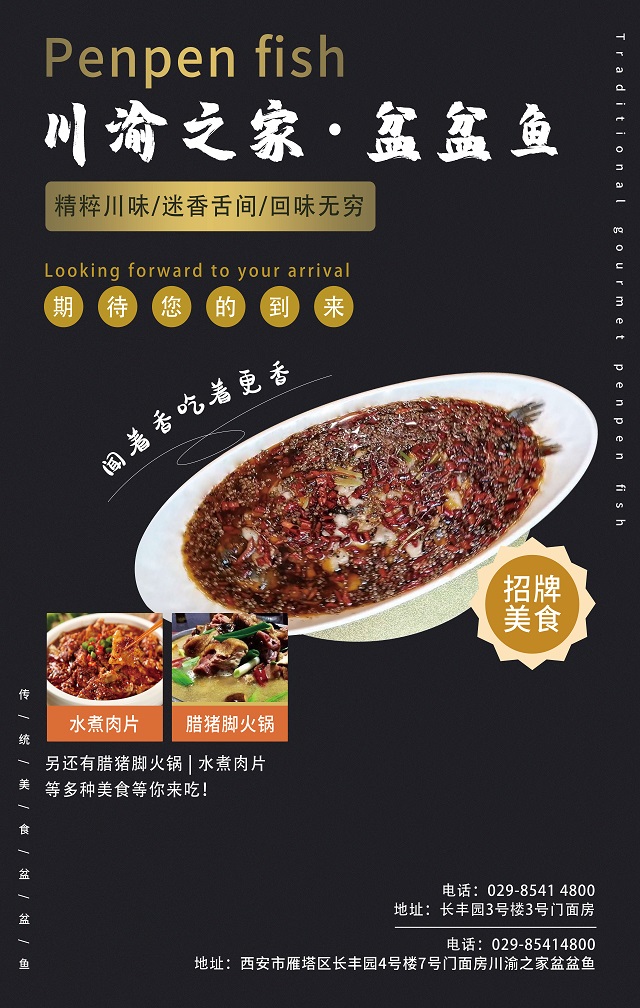 Penpen fish
川渝之家·盆盆鱼
精粹川味/迷香舌间/回味无穷
Looking forward to your arrival
期待您的到来
Traditional gourmet penpen fish
闻着香吃着更香
招牌
美食
水煮肉片
腊猪脚火锅
另还有腊猪脚火锅|水煮肉片
等多种美食等你来吃!
传/统/美/食/盆/盆/鱼
电话：029-8541 4800
地址：长丰园3号楼3号门面房
电话：029-85414800
地址：西安市雁塔区长丰园4号楼7号门面房川渝之家盆盆鱼